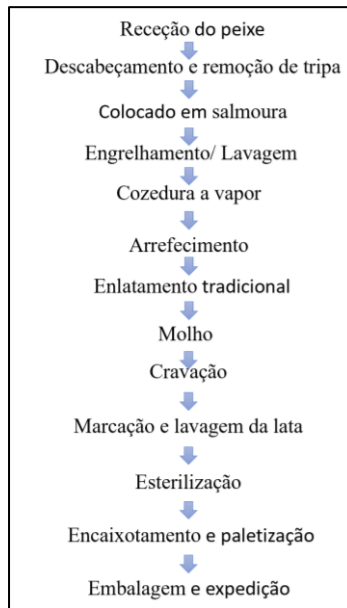 Receção do peixe
Descabeçamento e remoção de tripa
Colocado em salmoura
Engrelhamento/ Lavagem
Cozedura a vapor
Arrefecimento
Enlatamento tradicional
Molho
Cravação
Marcação e lavagem da lata
Esterilização
Encaixotamento e paletização
Embalagem e expedição